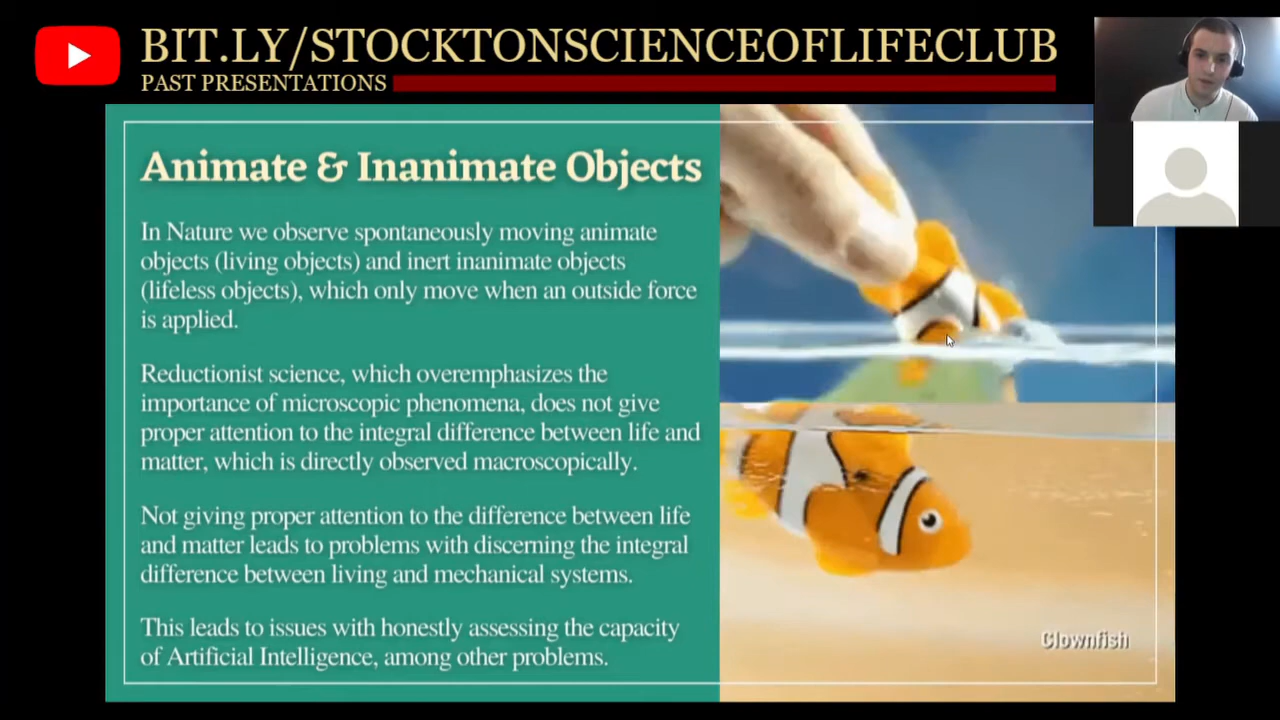 BIT.LY/STOCKTONSCIENCEOFLIFECLUB
PAST PRESENTATIONS
Animate & Inanimate Objects
In Nature we observe spontaneously moving animate
objects (living objects) and inert inanimate objects
(lifeless objects), which only move when an outside force
is applied.
Reductionist science, which overemphasizes the
importance of microscopic phenomena, does not give
proper attention to the integral difference between life and
matter, which is directly observed macroscopically.
Not giving proper attention to the difference between life
and matter leads to problems with discerning the integral
difference between living and mechanical systems.
This leads to issues with honestly assessing the capacity
of Artificial Intelligence, among other problems.
Clownfish